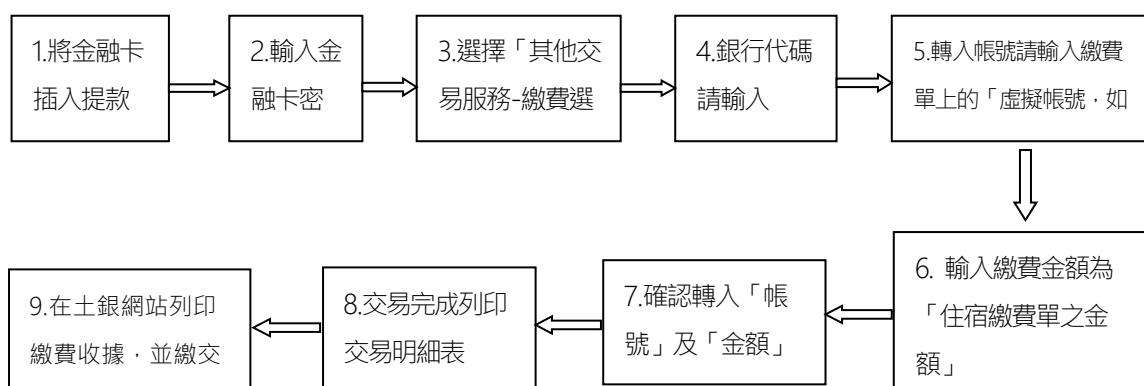 1.將金融卡
插入提款
2.輸入金
融卡密
3.選擇「其他交
易服務-繳費選
4.銀行代碼
請輸入
5.轉入帳號請輸入繳費
單上的「虛擬帳號，如
6. 輸入繳費金額為
「住宿繳費單之金
額」
7.確認轉入「帳
號」及「金額」
8.交易完成列印
交易明細表
9.在土銀網站列印
繳費收據，並繳交